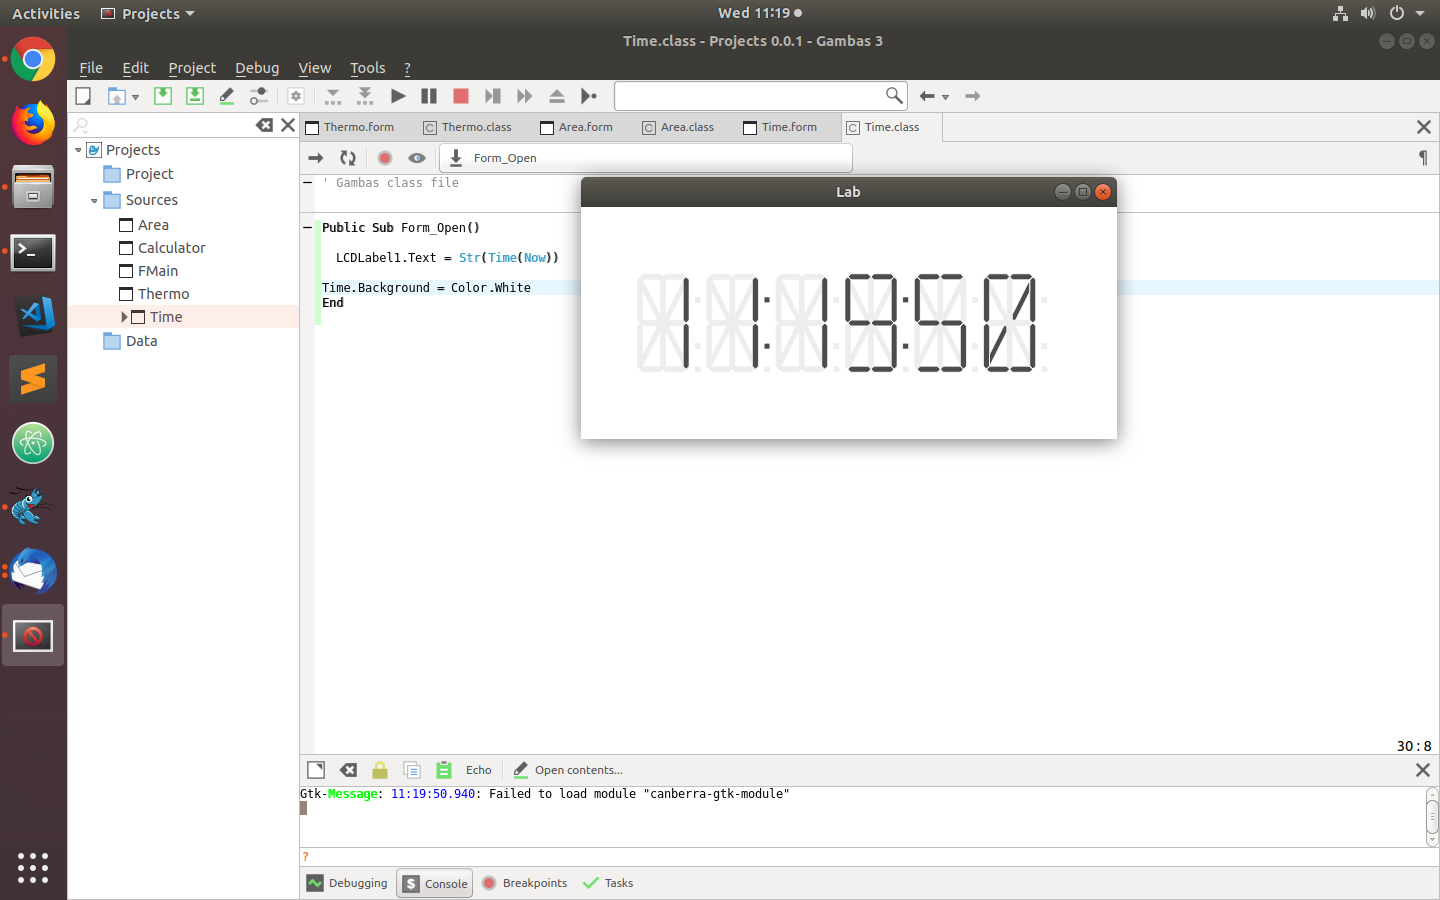 Activities
Projects
Wed 11:19
Time.class - Projects 0.0.1 - Gambas 3
File Edit Project Debug View Tools ?
Thermo.form Thermo.class Area.form Area.class Time.form Time.class
Form_Open
Projects
Project
Sources
Area
Calculator
FMain
Thermo
Time
Data
' Gambas class file
Public Sub Form_Open()
LCDLabel1.Text = Str(Time(Now))
Time.Background = Color.White
End
Lab
11:19:50
30:8
Echo Open contents...
Gtk-Message: 11:19:50.940: Failed to load module "canberra-gtk-module"
?
Debugging Console Breakpoints Tasks